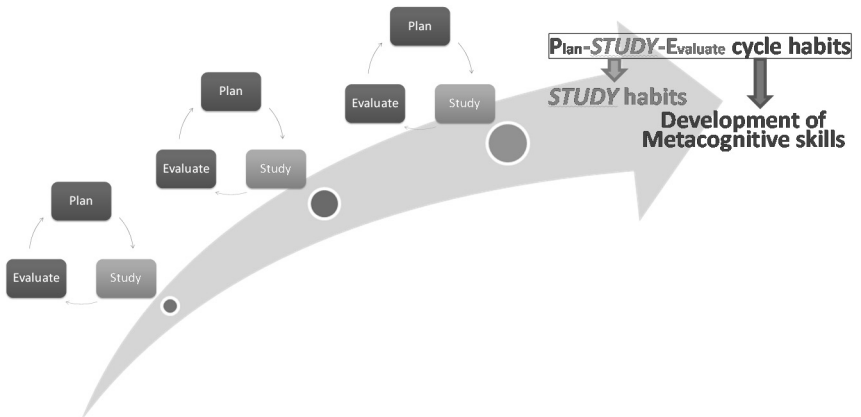 Plan
Evaluate
Study
Plan
Evaluate
Study
Plan
Evaluate
Study
Plan-STUDY-Evaluate cycle habits
STUDY habits
Development of
Metacognitive skills